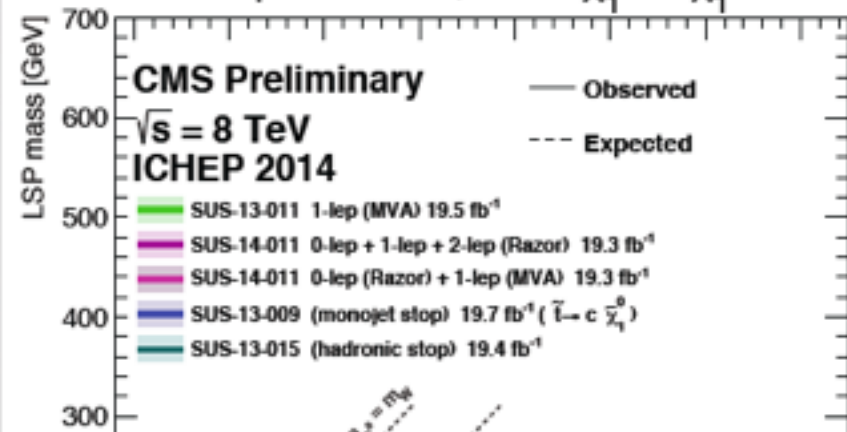 700
LSP mass [GeV]
CMS Preliminary
Observed
600
√s = 8 TeV
Expected
ICHEP 2014
SUS-13-011 1-lep (MVA) 19.5 fb⁻¹
500
SUS-14-011 0-lep + 1-lep + 2-lep (Razor) 19.3 fb⁻¹
SUS-14-011 0-lep (Razor) + 1-lep (MVA) 19.3 fb⁻¹
400
SUS-13-009 (monojet stop) 19.7 fb⁻¹ ( t̃→ c χ̃⁰₁ )
SUS-13-015 (hadronic stop) 19.4 fb⁻¹
= mW
300